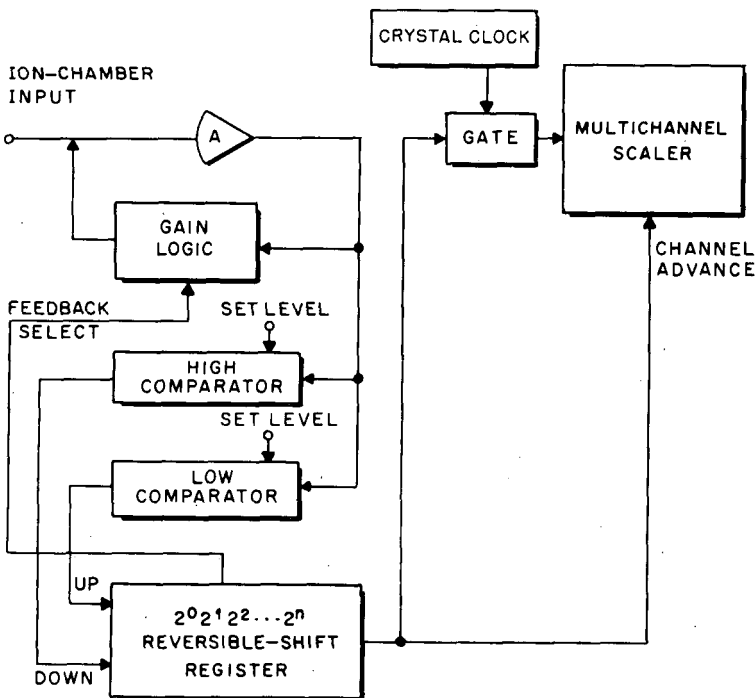 CRYSTAL CLOCK
ION-CHAMBER
INPUT
A
GATE
MULTICHANNEL
SCALER
GAIN
LOGIC
CHANNEL
ADVANCE
FEEDBACK
SELECT
SET LEVEL
HIGH
COMPARATOR
SET LEVEL
LOW
COMPARATOR
UP
2⁰2¹2²...2ⁿ
REVERSIBLE-SHIFT
REGISTER
DOWN